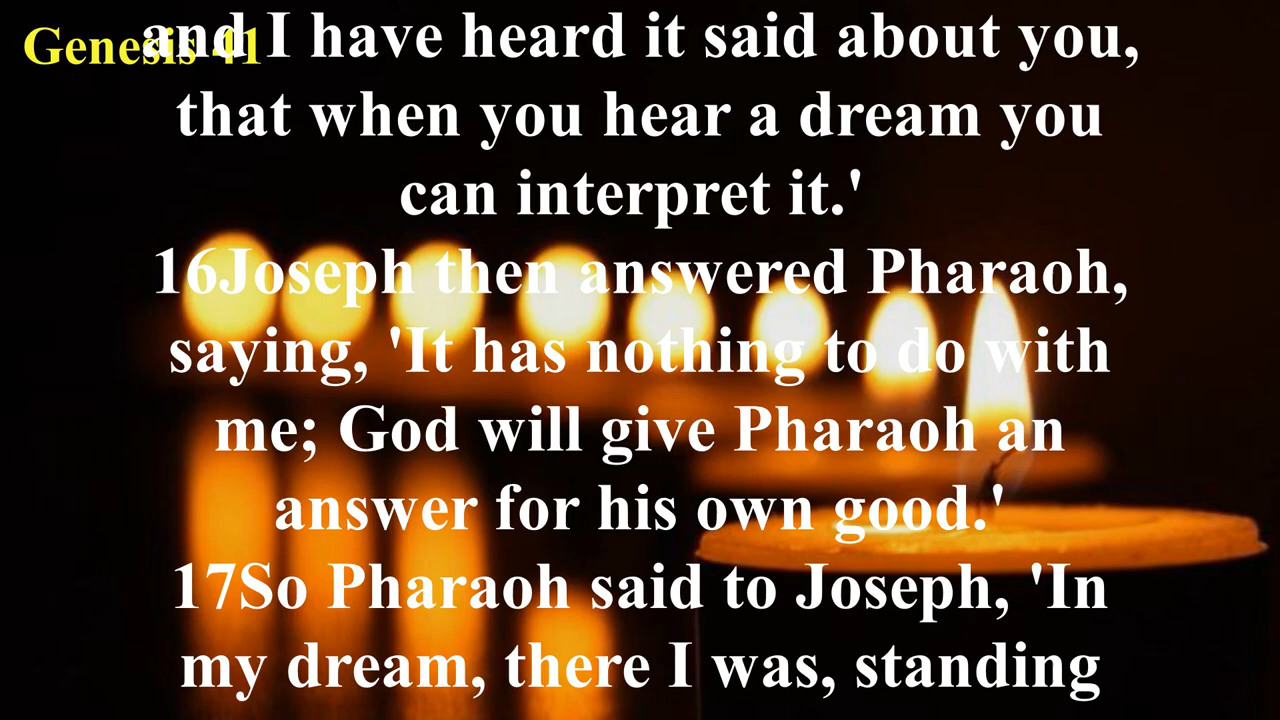 Genesis 41
and I have heard it said about you,
that when you hear a dream you
can interpret it.'
16Joseph then answered Pharaoh,
saying, 'It has nothing to do with
me; God will give Pharaoh an
answer for his own good.'
17So Pharaoh said to Joseph, 'In
my dream, there I was, standing